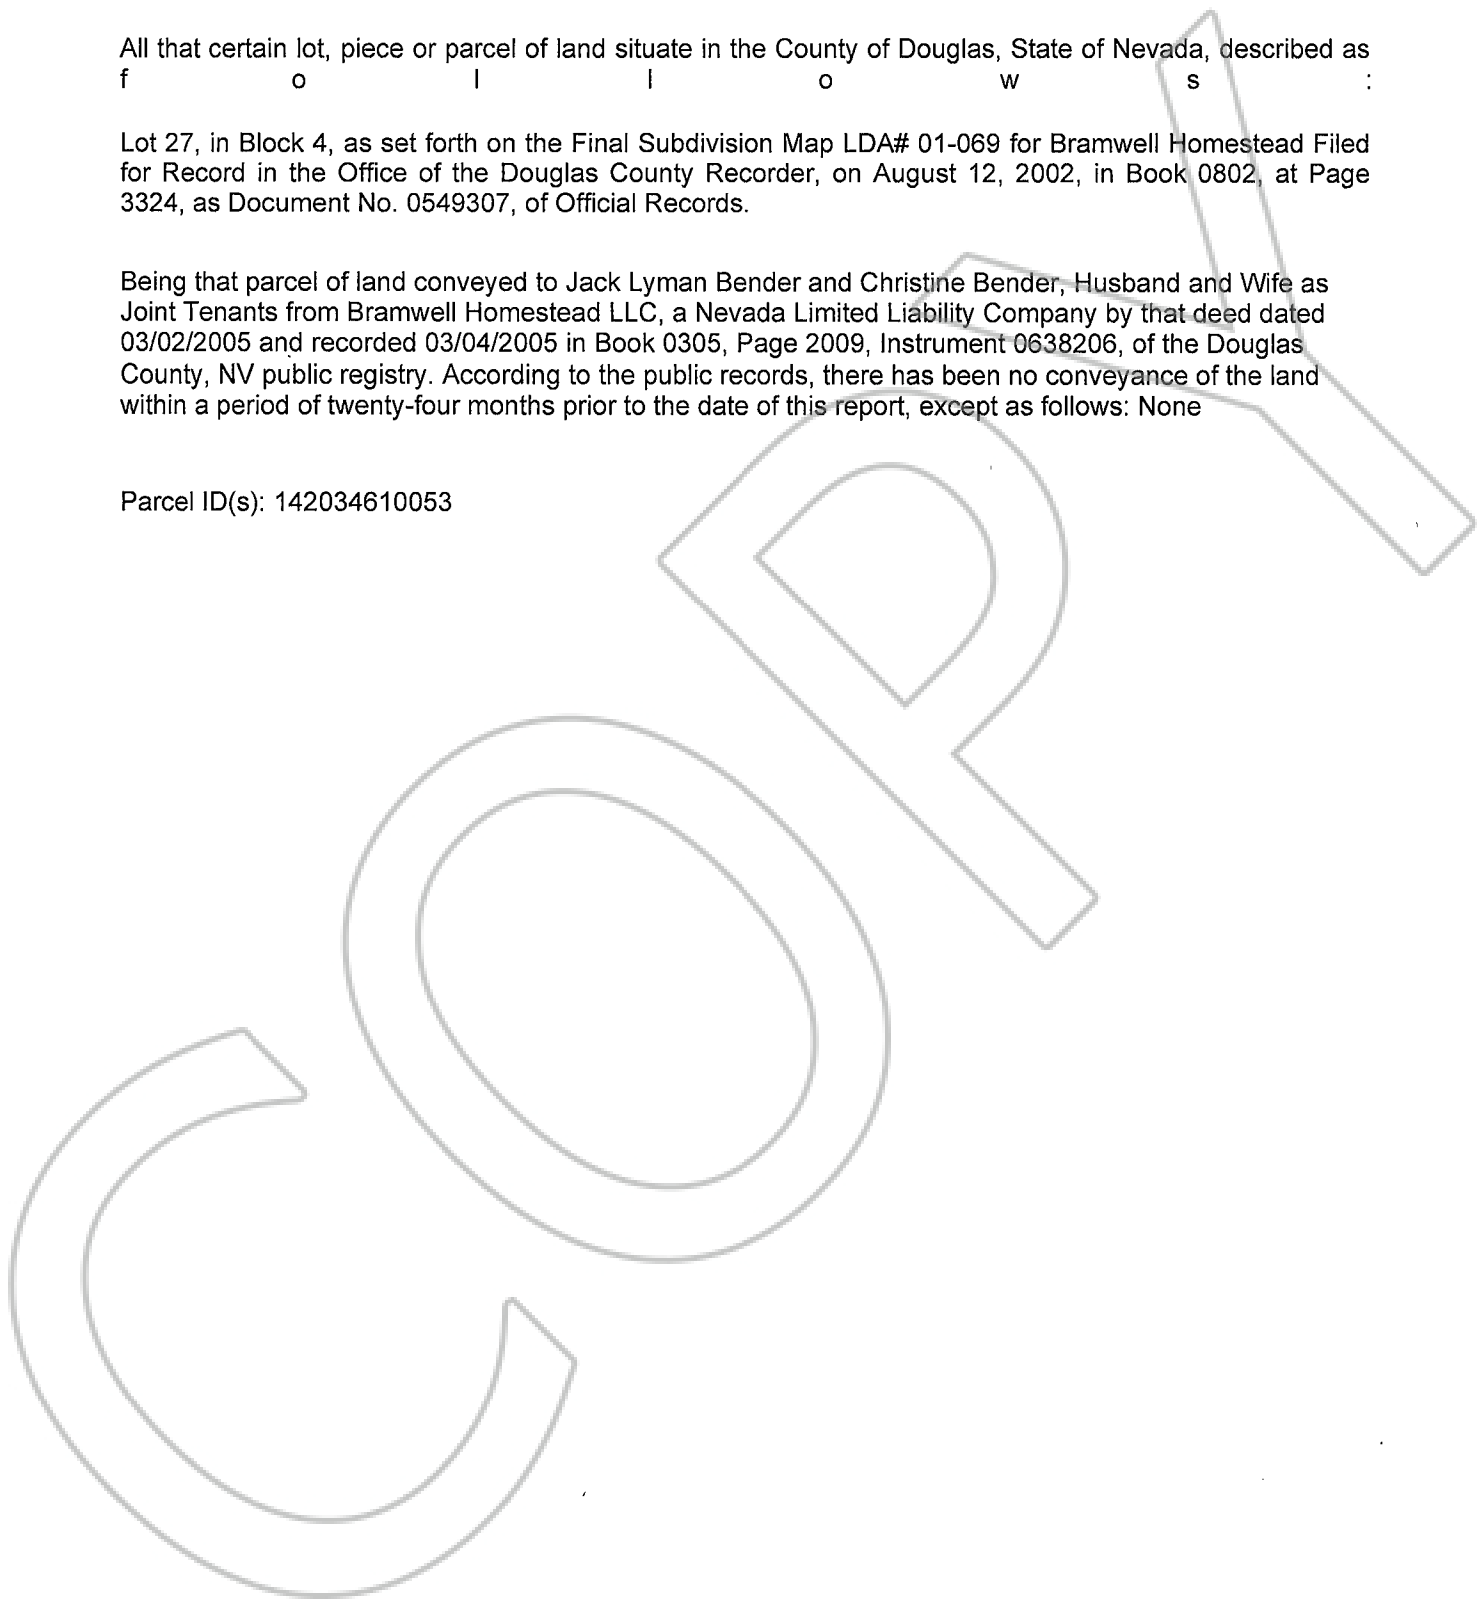 All that certain lot, piece or parcel of land situate in the County of Douglas, State of Nevada, described as
f o l l o w s :
Lot 27, in Block 4, as set forth on the Final Subdivision Map LDA# 01-069 for Bramwell Homestead Filed
for Record in the Office of the Douglas County Recorder, on August 12, 2002, in Book 0802, at Page
3324, as Document No. 0549307, of Official Records.
Being that parcel of land conveyed to Jack Lyman Bender and Christine Bender, Husband and Wife as
Joint Tenants from Bramwell Homestead LLC, a Nevada Limited Liability Company by that deed dated
03/02/2005 and recorded 03/04/2005 in Book 0305, Page 2009, Instrument 0638206, of the Douglas
County, NV public registry. According to the public records, there has been no conveyance of the land
within a period of twenty-four months prior to the date of this report, except as follows: None
Parcel ID(s): 142034610053
COPY